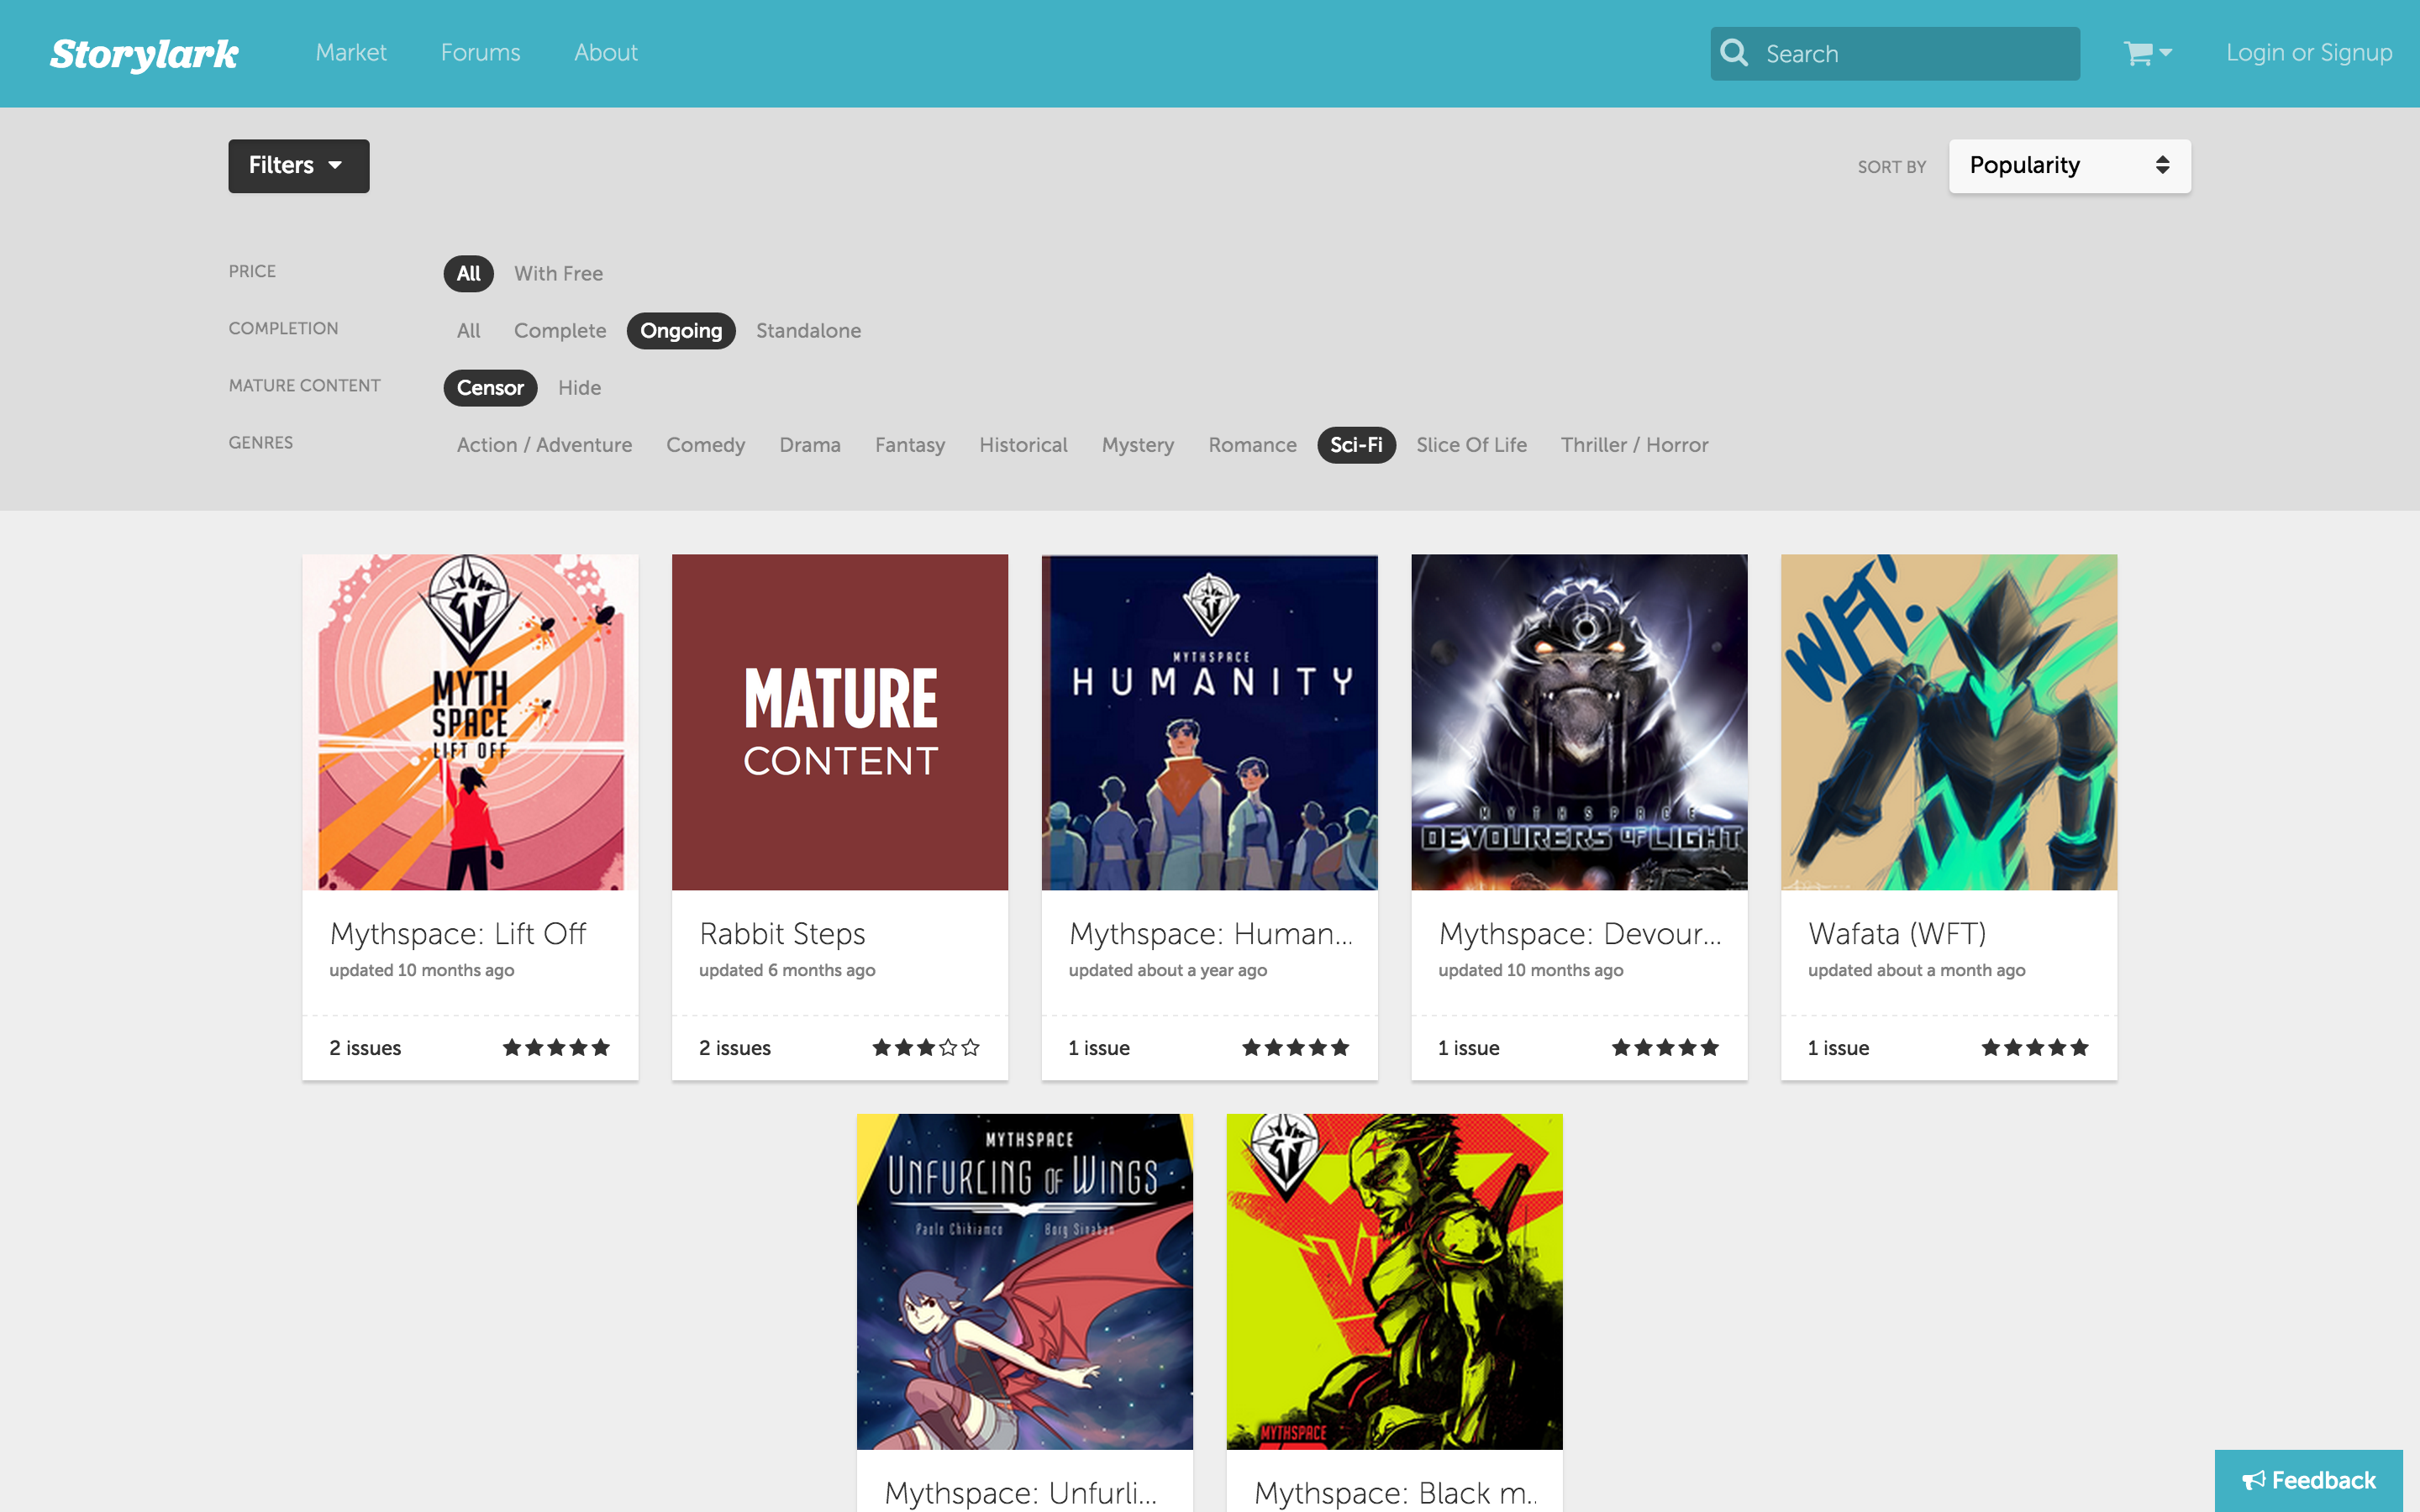 Storylark Market Forums About Search Login or Signup
Filters SORT BY Popularity
PRICE All With Free
COMPLETION All Complete Ongoing Standalone
MATURE CONTENT Censor Hide
GENRES Action / Adventure Comedy Drama Fantasy Historical Mystery Romance Sci-Fi Slice Of Life Thriller / Horror
MYTH
SPACE
LIFT OFF
MATURE
CONTENT
MYTHSPACE
HUMANITY
MYTHSPACE
DEVOURERS OF LIGHT
WFT!
Mythspace: Lift Off
updated 10 months ago
2 issues
Rabbit Steps
updated 6 months ago
2 issues
Mythspace: Human...
updated about a year ago
1 issue
Mythspace: Devour...
updated 10 months ago
1 issue
Wafata (WFT)
updated about a month ago
1 issue
MYTHSPACE
UNFURLING OF WINGS
Paolo Chikiamco Borg Sinaban
MYTHSPACE
Mythspace: Unfurli...
Mythspace: Black m...
Feedback